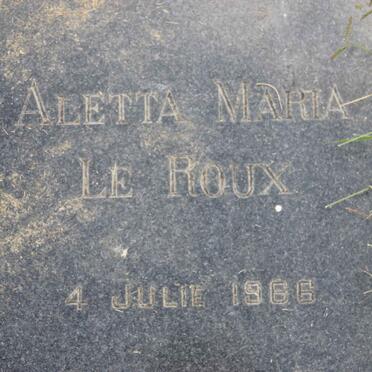 Aletta Maria
Le Roux
4 Julie 1966